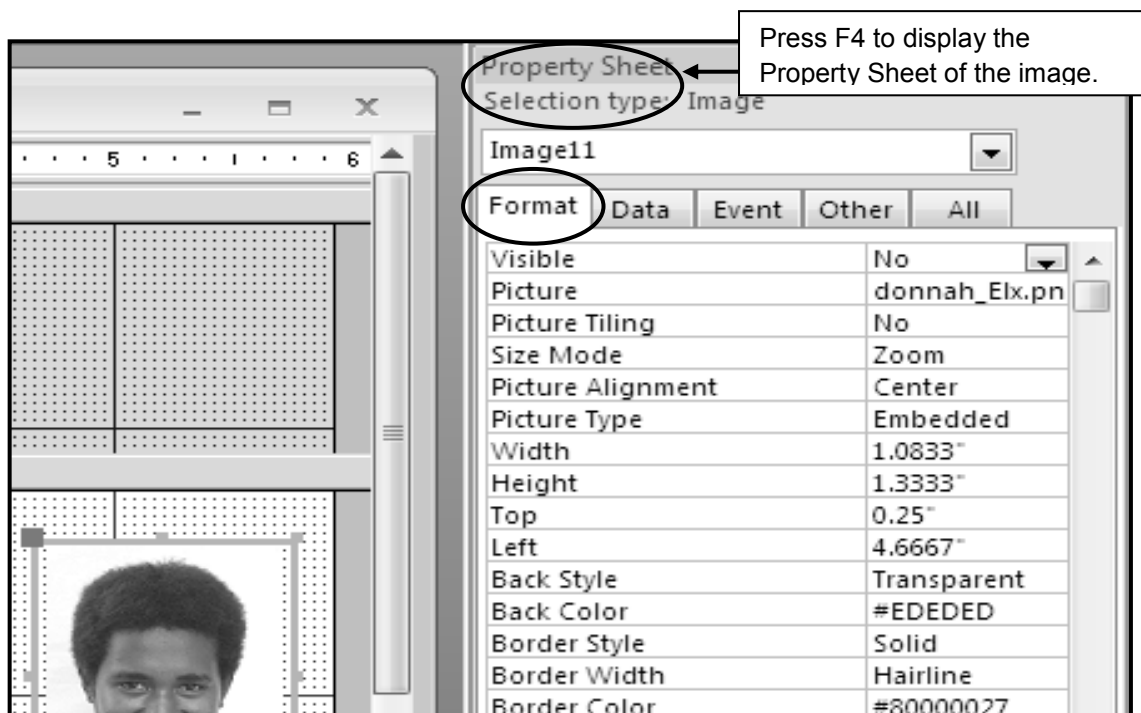 Press F4 to display the
Property Sheet of the image.
Property Sheet
Selection type: Image
Image11
Format Data Event Other All
5 6
Visible No
Picture donnah_Elx.pn
Picture Tiling No
Size Mode Zoom
Picture Alignment Center
Picture Type Embedded
Width 1.0833"
Height 1.3333"
Top 0.25"
Left 4.6667"
Back Style Transparent
Back Color #EDEDED
Border Style Solid
Border Width Hairline
Border Color #80000027